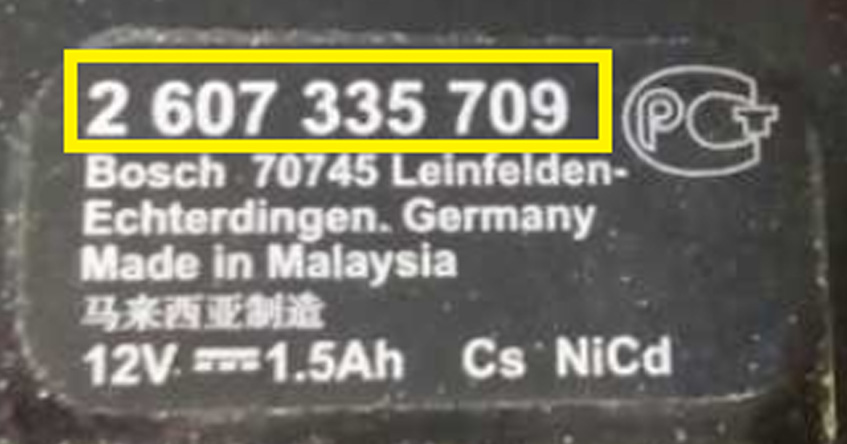 2 607 335 709
Bosch 70745 Leinfelden-
Echterdingen. Germany
Made in Malaysia
马来西亚制造
12V ⎓ 1.5Ah Cs NiCd